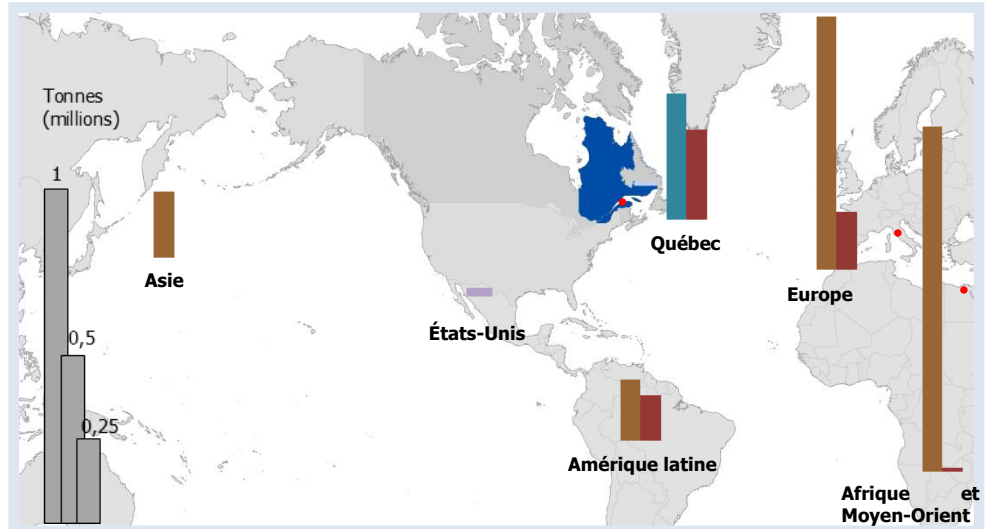 Tonnes
(millions)
1
0,5
0,25
Asie
États-Unis
Québec
Europe
Amérique latine
Afrique et
Moyen-Orient